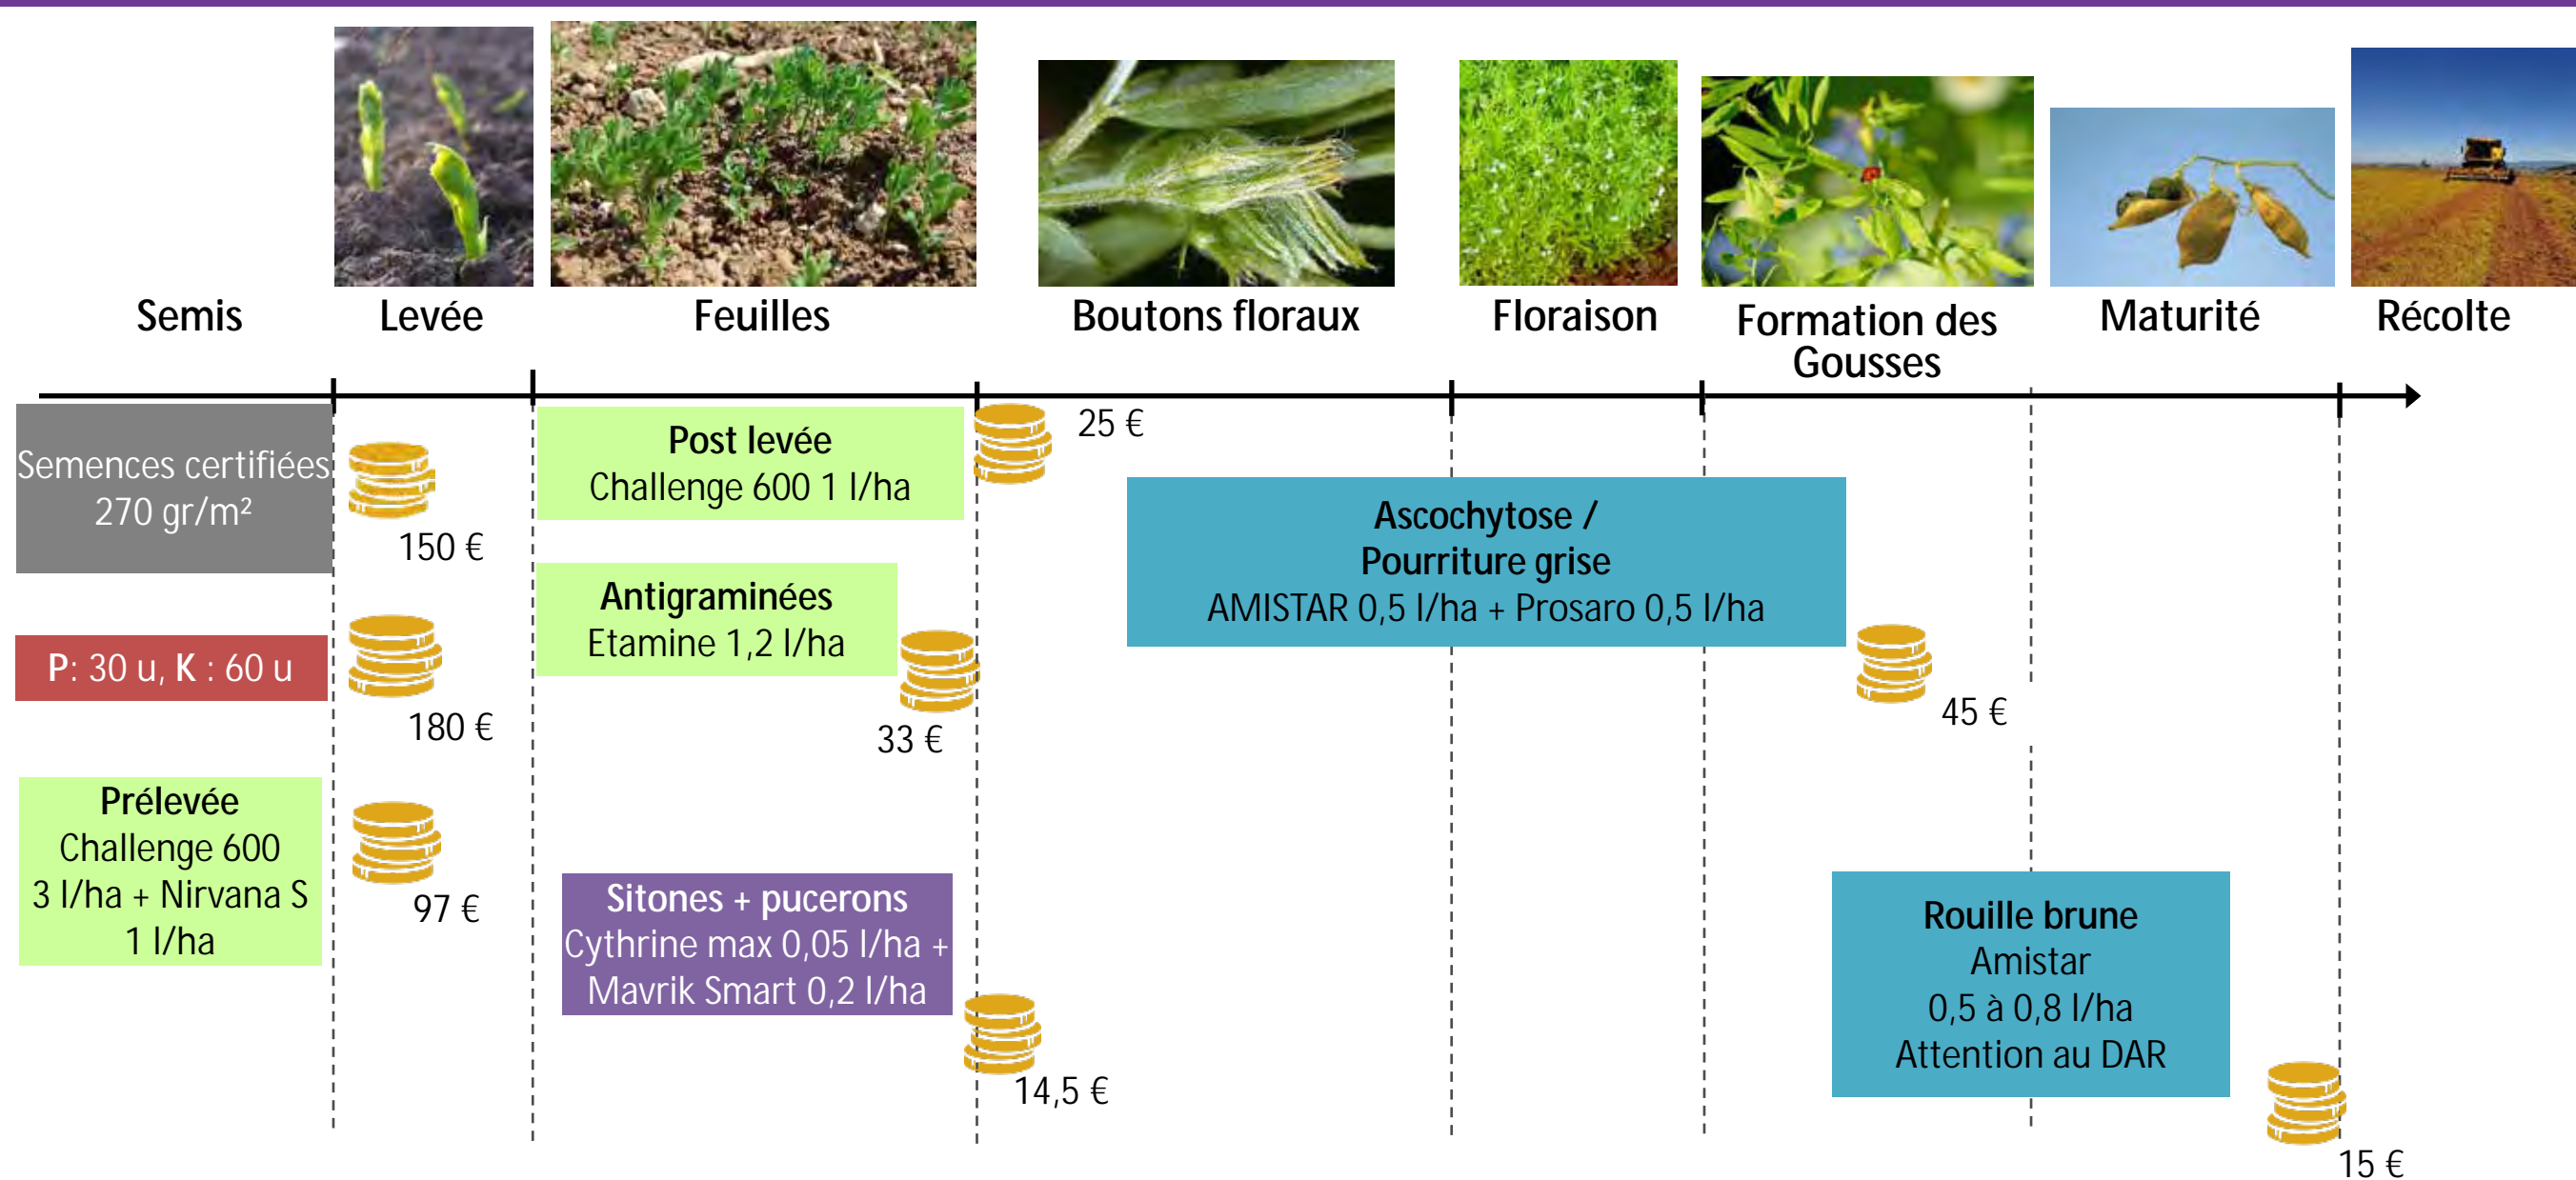 Semis
Levée
Feuilles
Boutons floraux
Floraison
Formation des
Gousses
Maturité
Récolte
Semences certifiées
270 gr/m²
150 €
P: 30 u, K : 60 u
180 €
Prélevée
Challenge 600
3 l/ha + Nirvana S
1 l/ha
97 €
Post levée
Challenge 600 1 l/ha
25 €
Antigraminées
Etamine 1,2 l/ha
33 €
Sitones + pucerons
Cythrine max 0,05 l/ha +
Mavrik Smart 0,2 l/ha
14,5 €
Ascochytose /
Pourriture grise
AMISTAR 0,5 l/ha + Prosaro 0,5 l/ha
45 €
Rouille brune
Amistar
0,5 à 0,8 l/ha
Attention au DAR
15 €